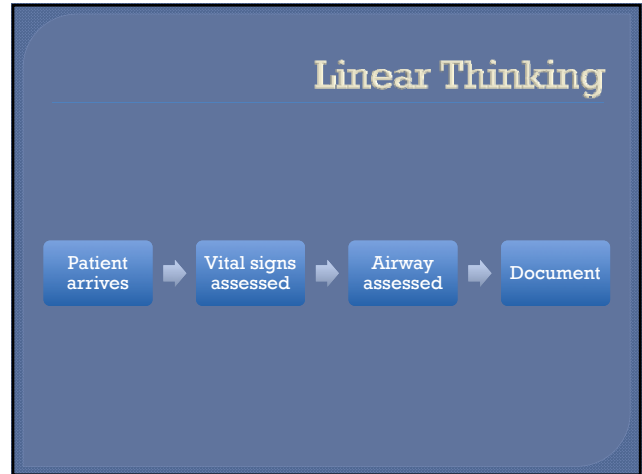 Linear Thinking
Patient
arrives
Vital signs
assessed
Airway
assessed
Document